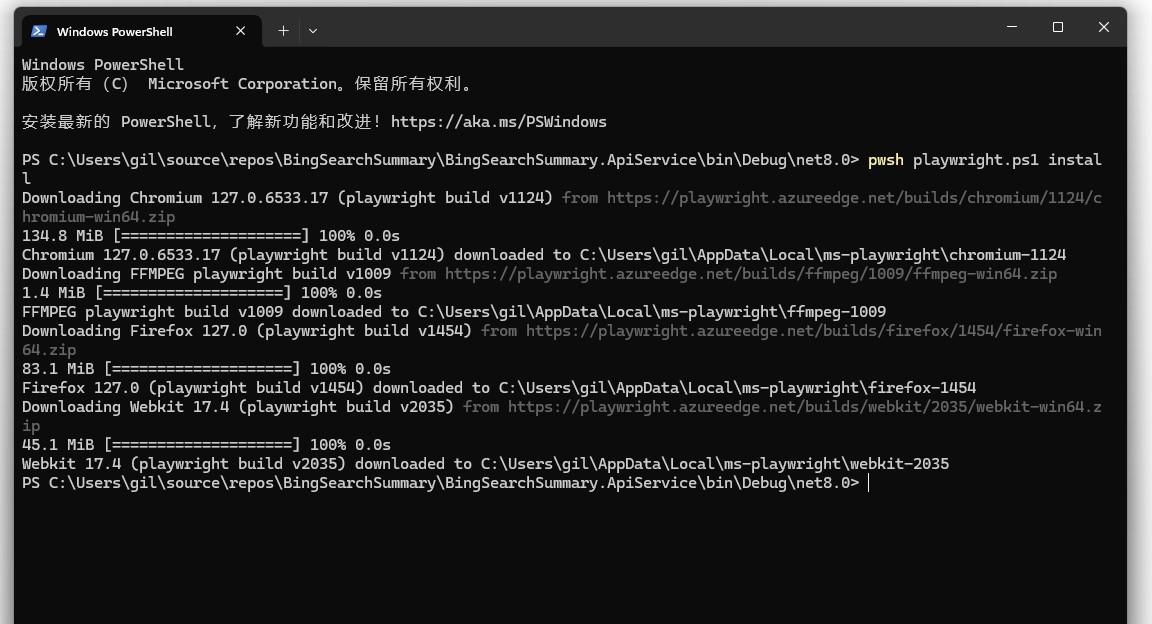 Windows PowerShell
Windows PowerShell
版权所有（C） Microsoft Corporation。保留所有权利。
安装最新的 PowerShell，了解新功能和改进！https://aka.ms/PSWindows
PS C:\Users\gil\source\repos\BingSearchSummary\BingSearchSummary.ApiService\bin\Debug\net8.0> pwsh playwright.ps1 instal
l
Downloading Chromium 127.0.6533.17 (playwright build v1124) from https://playwright.azureedge.net/builds/chromium/1124/c
hromium-win64.zip
134.8 MiB [====================] 100% 0.0s
Chromium 127.0.6533.17 (playwright build v1124) downloaded to C:\Users\gil\AppData\Local\ms-playwright\chromium-1124
Downloading FFMPEG playwright build v1009 from https://playwright.azureedge.net/builds/ffmpeg/1009/ffmpeg-win64.zip
1.4 MiB [====================] 100% 0.0s
FFMPEG playwright build v1009 downloaded to C:\Users\gil\AppData\Local\ms-playwright\ffmpeg-1009
Downloading Firefox 127.0 (playwright build v1454) from https://playwright.azureedge.net/builds/firefox/1454/firefox-win
64.zip
83.1 MiB [====================] 100% 0.0s
Firefox 127.0 (playwright build v1454) downloaded to C:\Users\gil\AppData\Local\ms-playwright\firefox-1454
Downloading Webkit 17.4 (playwright build v2035) from https://playwright.azureedge.net/builds/webkit/2035/webkit-win64.z
ip
45.1 MiB [====================] 100% 0.0s
Webkit 17.4 (playwright build v2035) downloaded to C:\Users\gil\AppData\Local\ms-playwright\webkit-2035
PS C:\Users\gil\source\repos\BingSearchSummary\BingSearchSummary.ApiService\bin\Debug\net8.0>